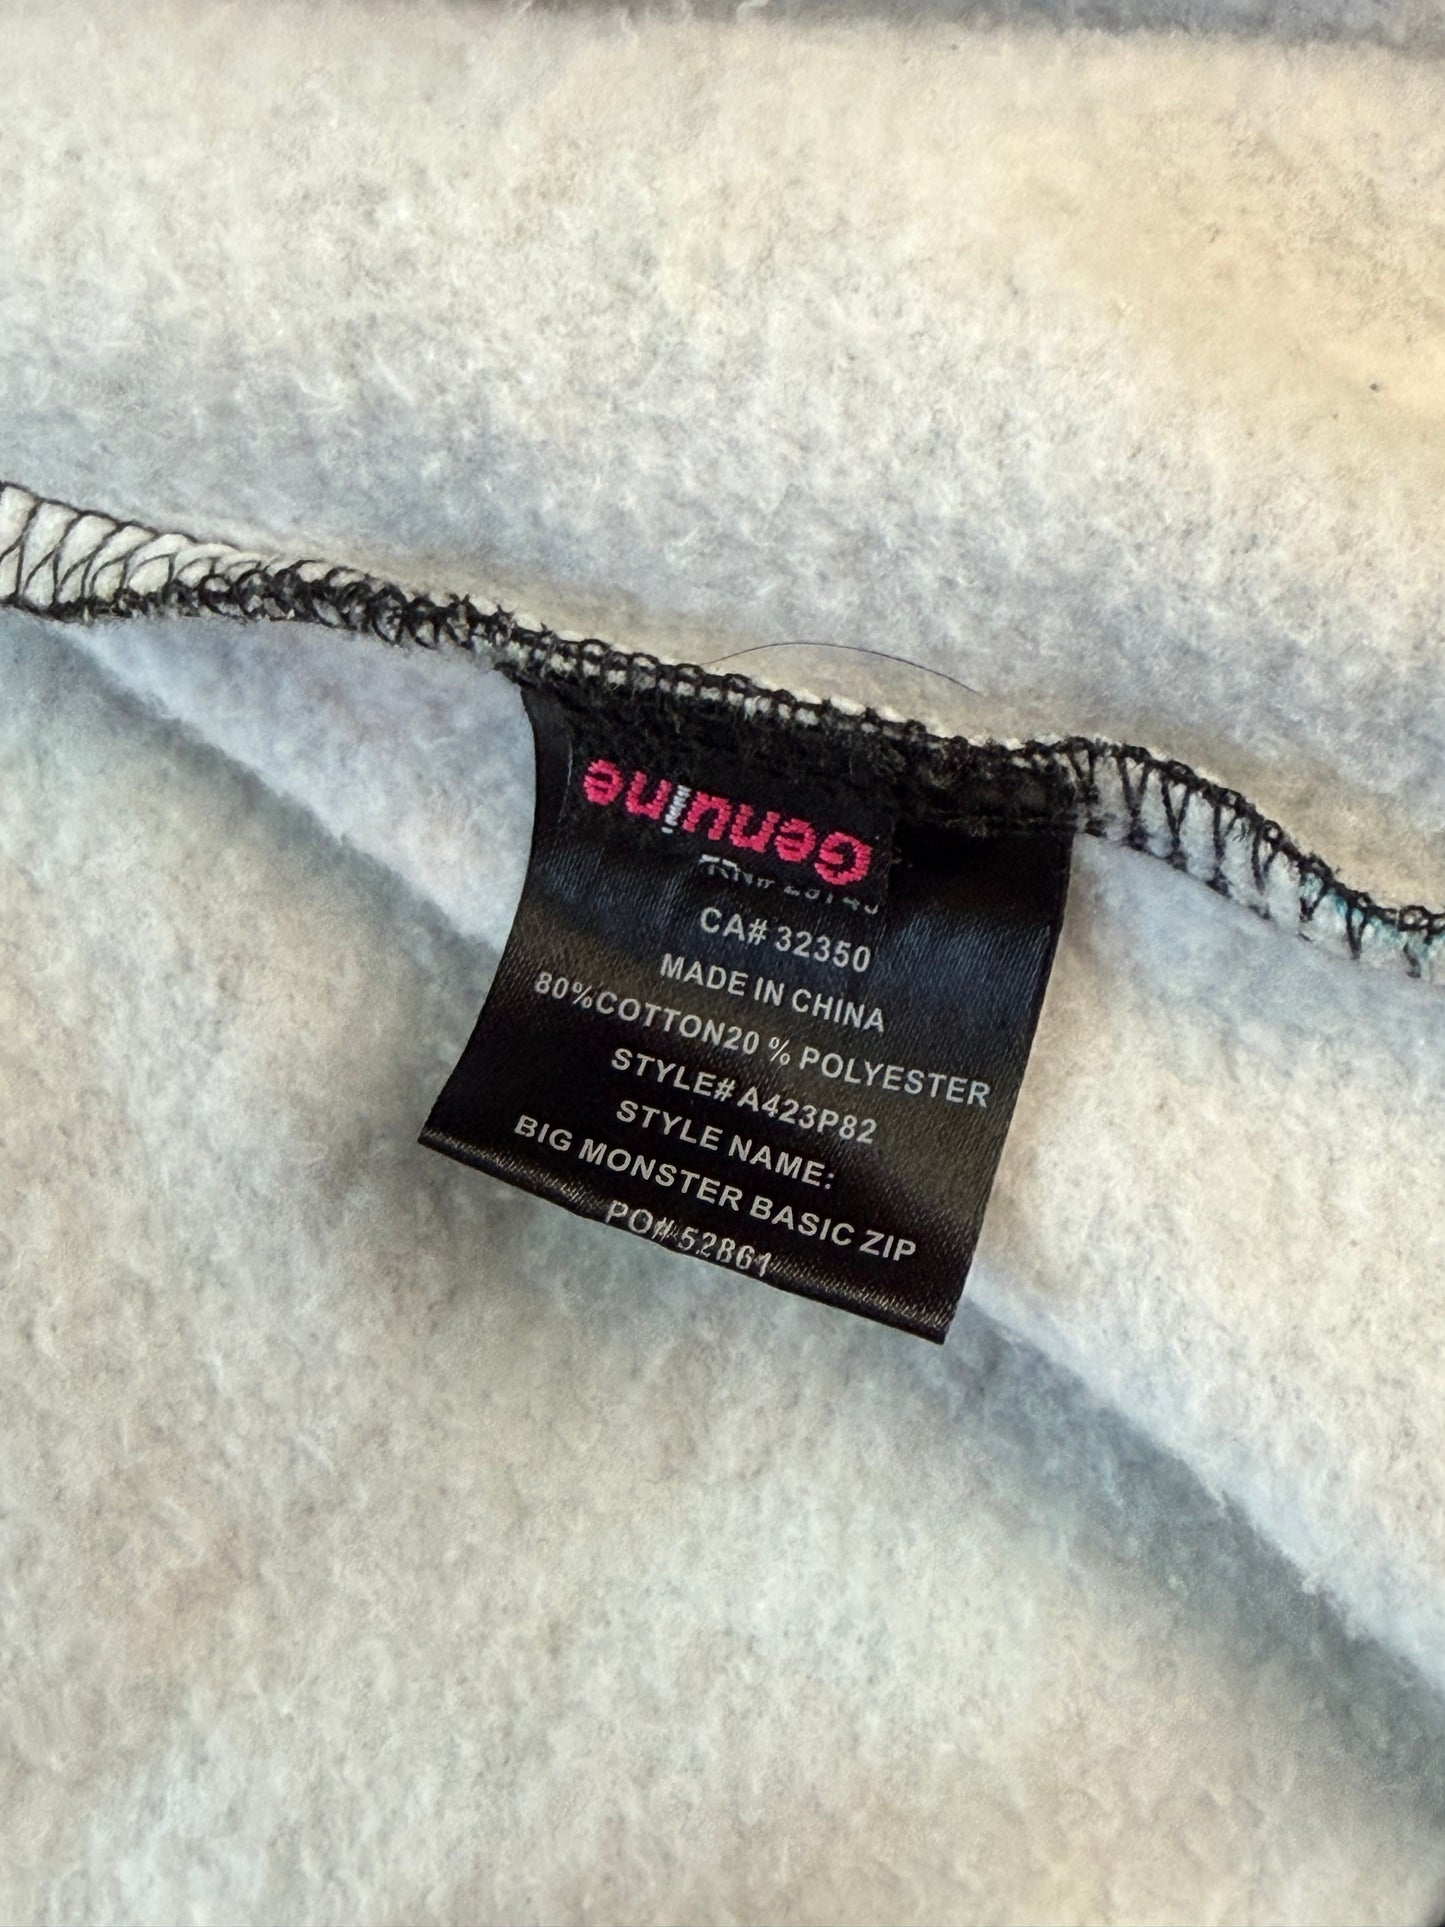 Genuine
CA# 32350
MADE IN CHINA
80%COTTON20 % POLYESTER
STYLE# A423P82
STYLE NAME:
BIG MONSTER BASIC ZIP
PO# 52861